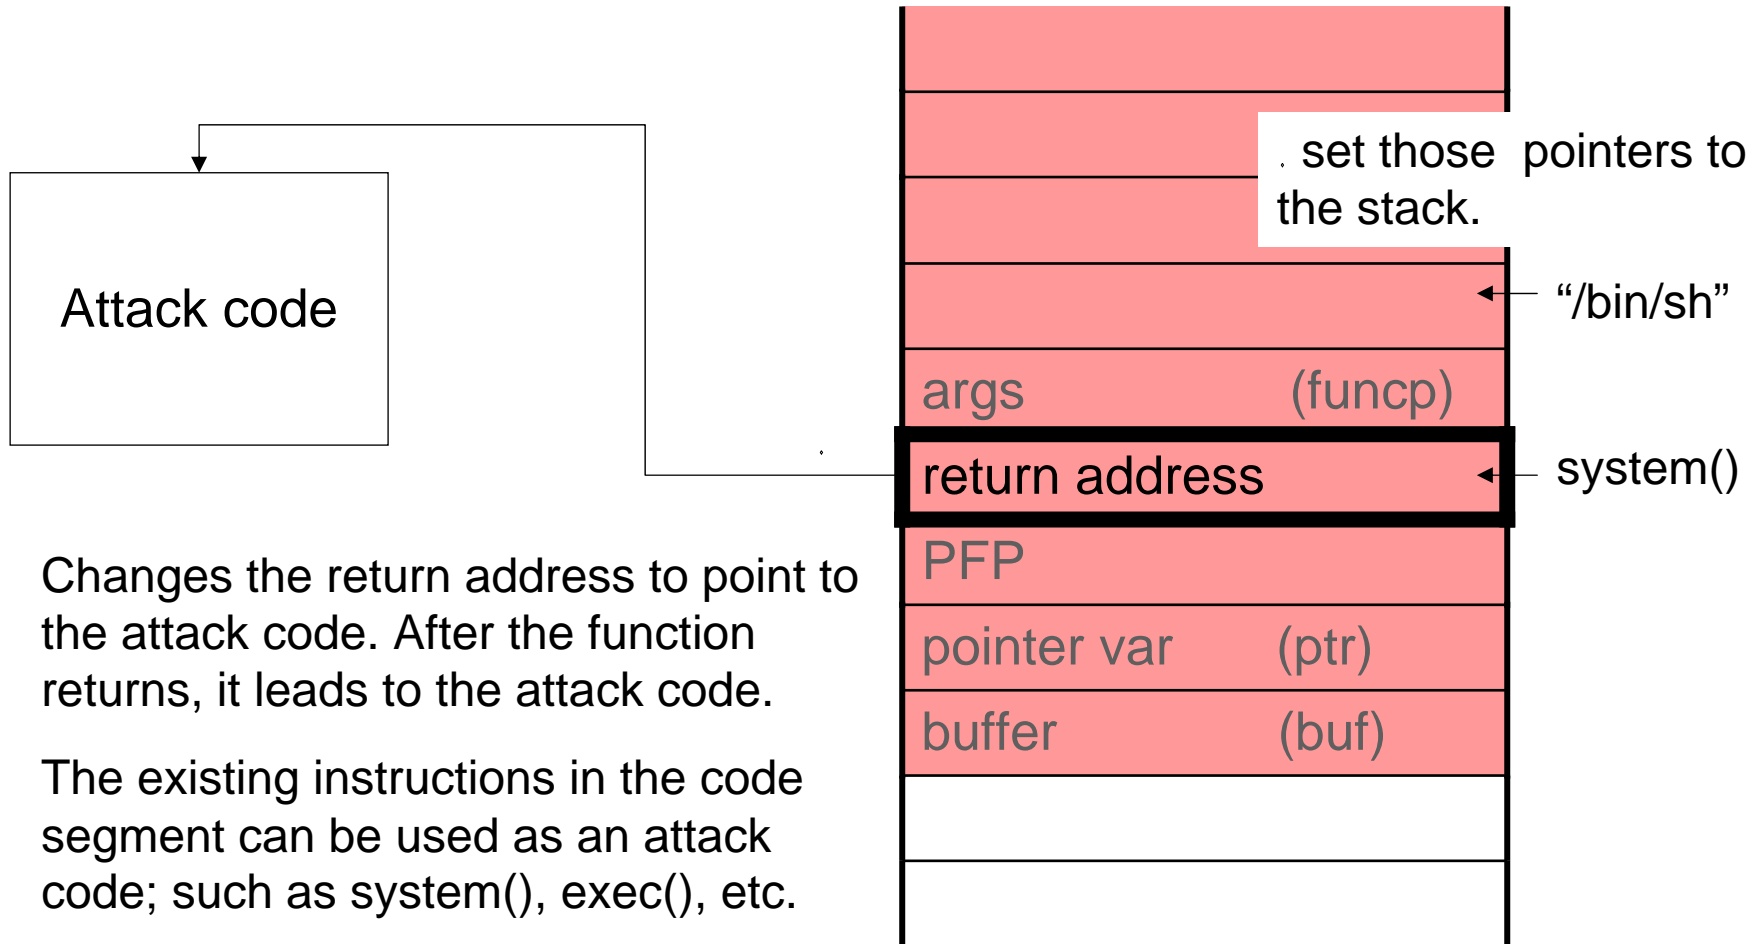 . set those pointers to
the stack.
Attack code
"/bin/sh"
args (funcp)
return address
system()
PFP
Changes the return address to point to
the attack code. After the function
returns, it leads to the attack code.
pointer var (ptr)
buffer (buf)
The existing instructions in the code
segment can be used as an attack
code; such as system(), exec(), etc.